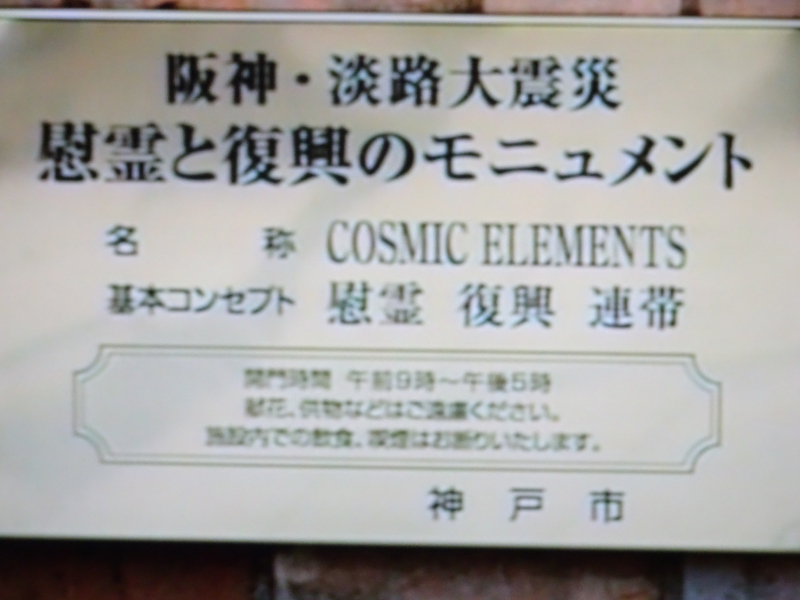 阪神・淡路大震災
慰霊と復興のモニュメント
名 称 COSMIC ELEMENTS
基本コンセプト 慰霊 復興 連帯
開門時間 午前9時～午後5時
献花、供物などはご遠慮ください。
施設内での飲食、喫煙はお断りいたします。
神戸市